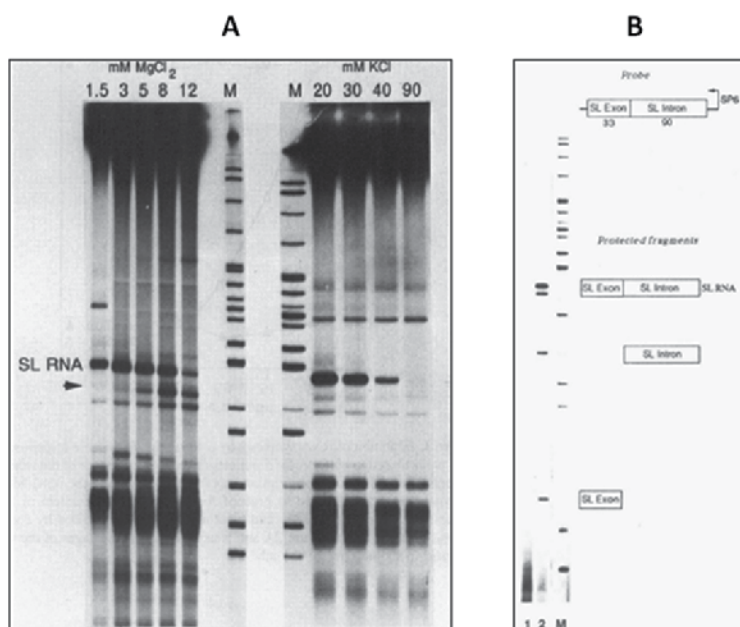 A
mM MgCl2
1.5 3 5 8 12 M
mM KCl
M 20 30 40 90
SL RNA
B
Probe
SP6
SL Exon SL Intron
33 90
Protected fragments
SL Exon SL Intron SL RNA
SL Intron
SL Exon
1 2 M